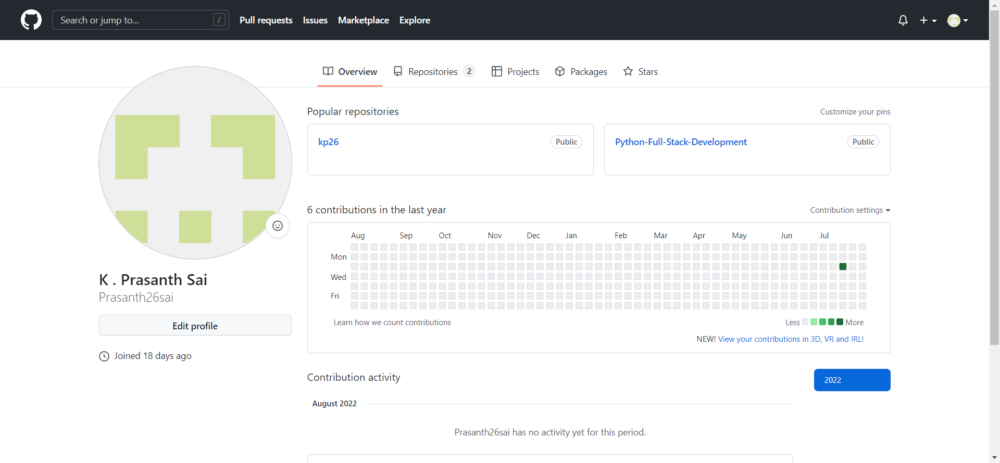 Search or jump to... / Pull requests Issues Marketplace Explore
Overview Repositories 2 Projects Packages Stars
Popular repositories Customize your pins
kp26 Public Python-Full-Stack-Development Public
6 contributions in the last year Contribution settings
Aug Sep Oct Nov Dec Jan Feb Mar Apr May Jun Jul
Mon
Wed
Fri
Learn how we count contributions Less More
NEW! View your contributions in 3D, VR and IRL!
K . Prasanth Sai
Prasanth26sai
Edit profile
Joined 18 days ago
Contribution activity 2022
August 2022
Prasanth26sai has no activity yet for this period.